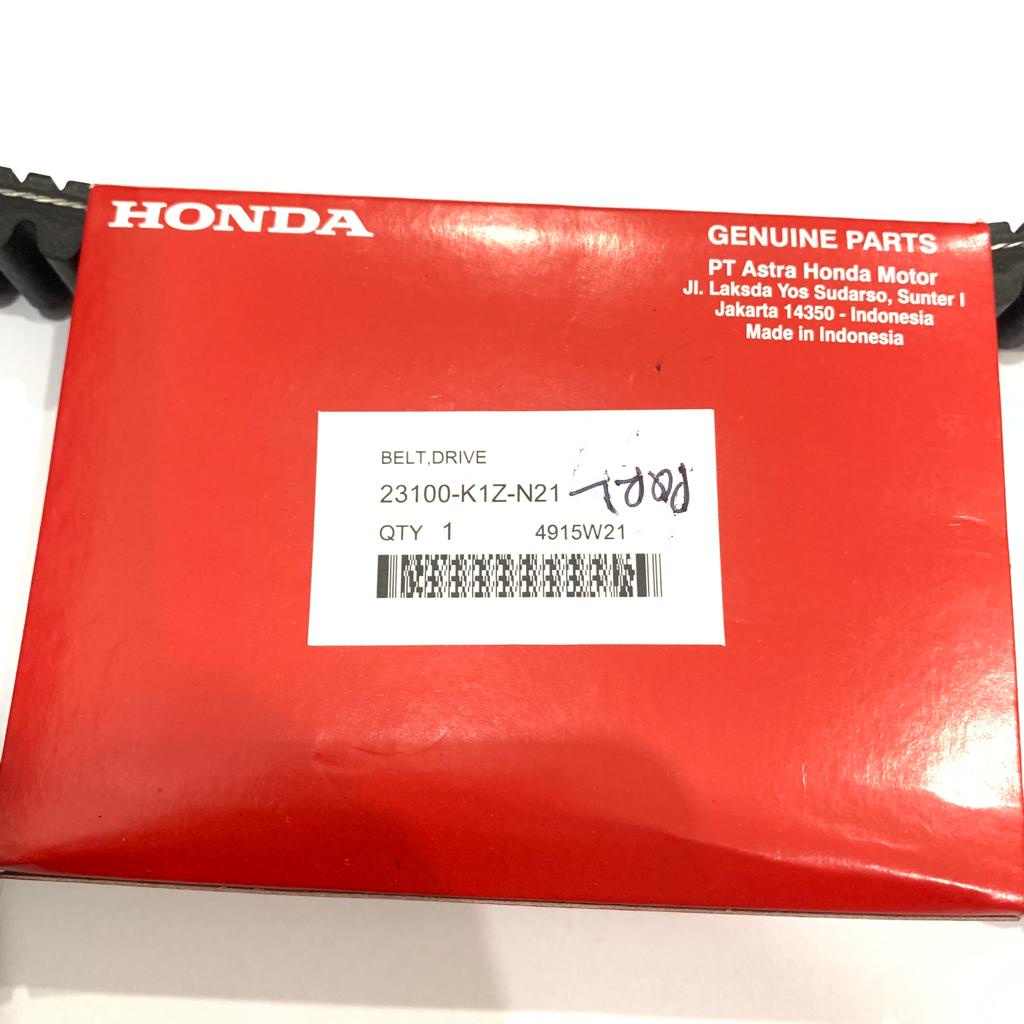 HONDA
GENUINE PARTS
PT Astra Honda Motor
Jl. Laksda Yos Sudarso, Sunter I
Jakarta 14350 - Indonesia
Made in Indonesia
BELT,DRIVE
23100-K1Z-N21
QTY 1 4915W21